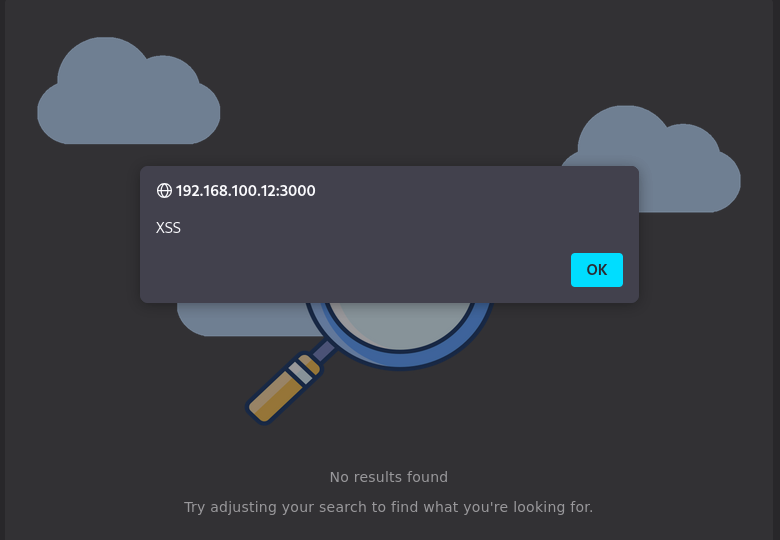 192.168.100.12:3000
XSS
OK
No results found
Try adjusting your search to find what you're looking for.